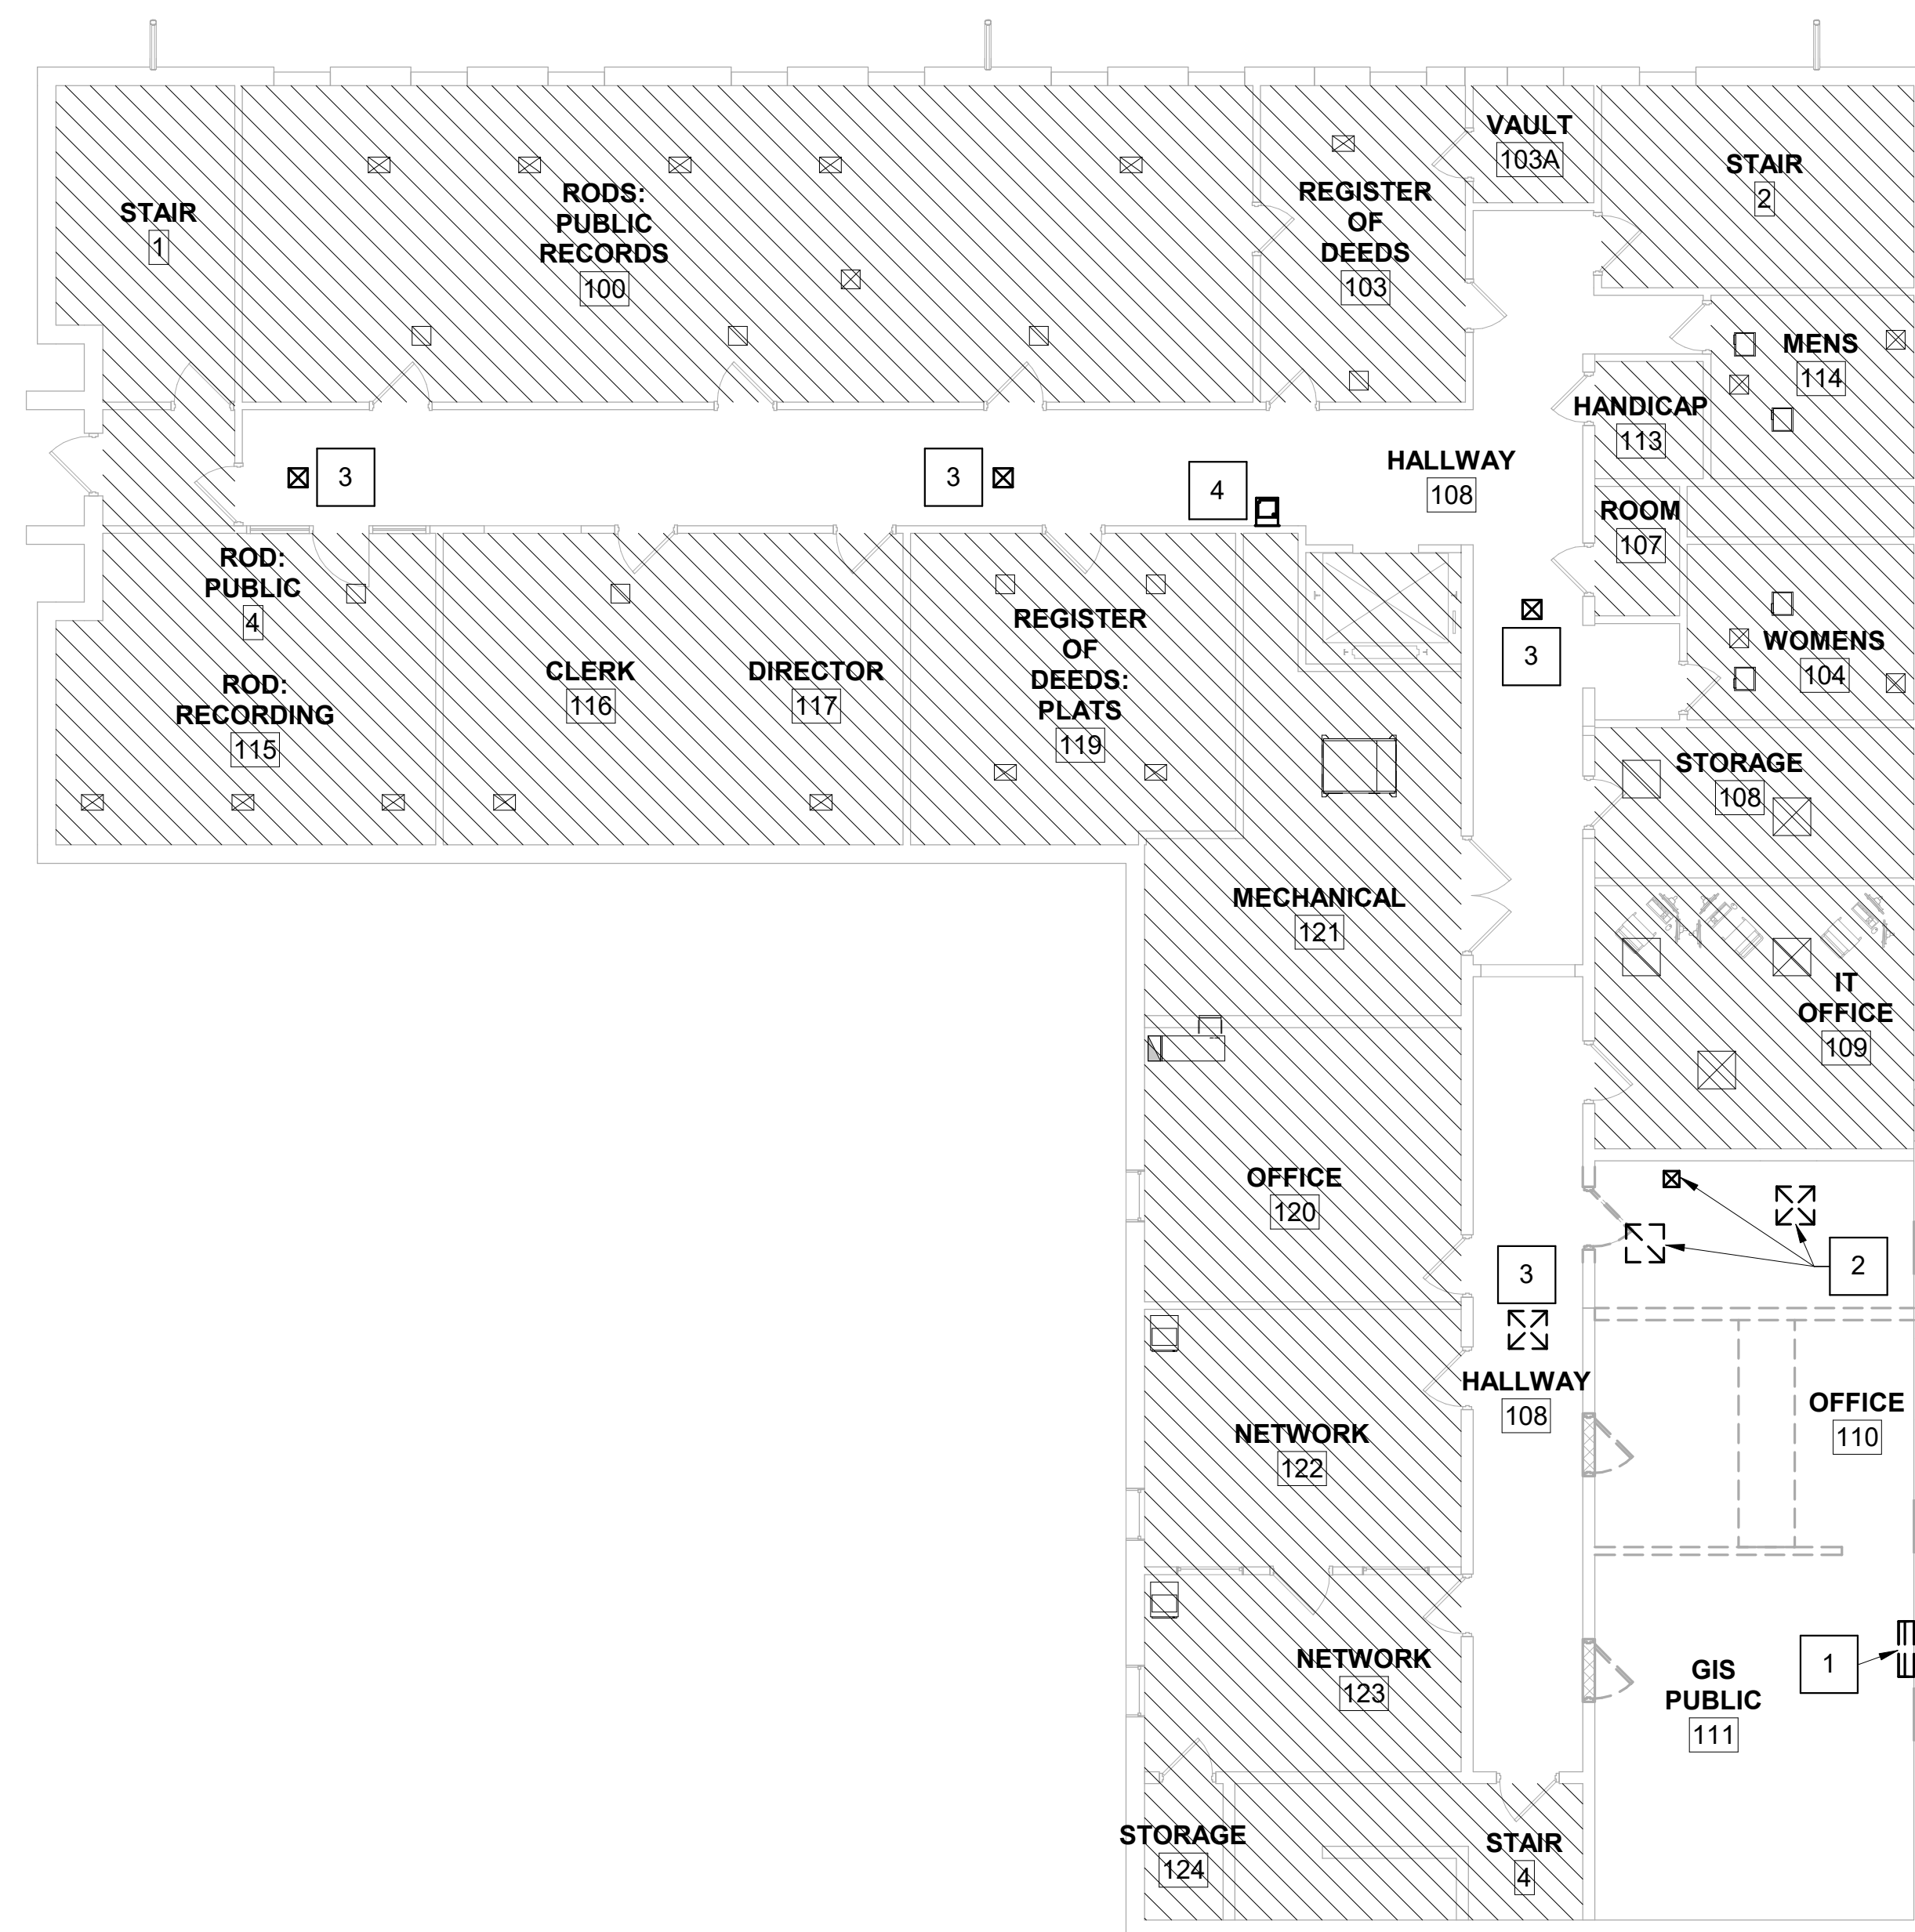 STAIR
1
RODS:
PUBLIC
RECORDS
100
REGISTER
OF
DEEDS
103
VAULT
103A
STAIR
2
MENS
114
HANDICAP
113
3
3
4
HALLWAY
108
ROOM
107
ROD:
PUBLIC
4
ROD:
RECORDING
115
CLERK
116
DIRECTOR
117
REGISTER
OF
DEEDS:
PLATS
119
3
WOMENS
104
STORAGE
108
MECHANICAL
121
IT
OFFICE
109
OFFICE
120
2
3
HALLWAY
108
OFFICE
110
NETWORK
122
NETWORK
123
GIS
PUBLIC
111
1
STORAGE
124
STAIR
4